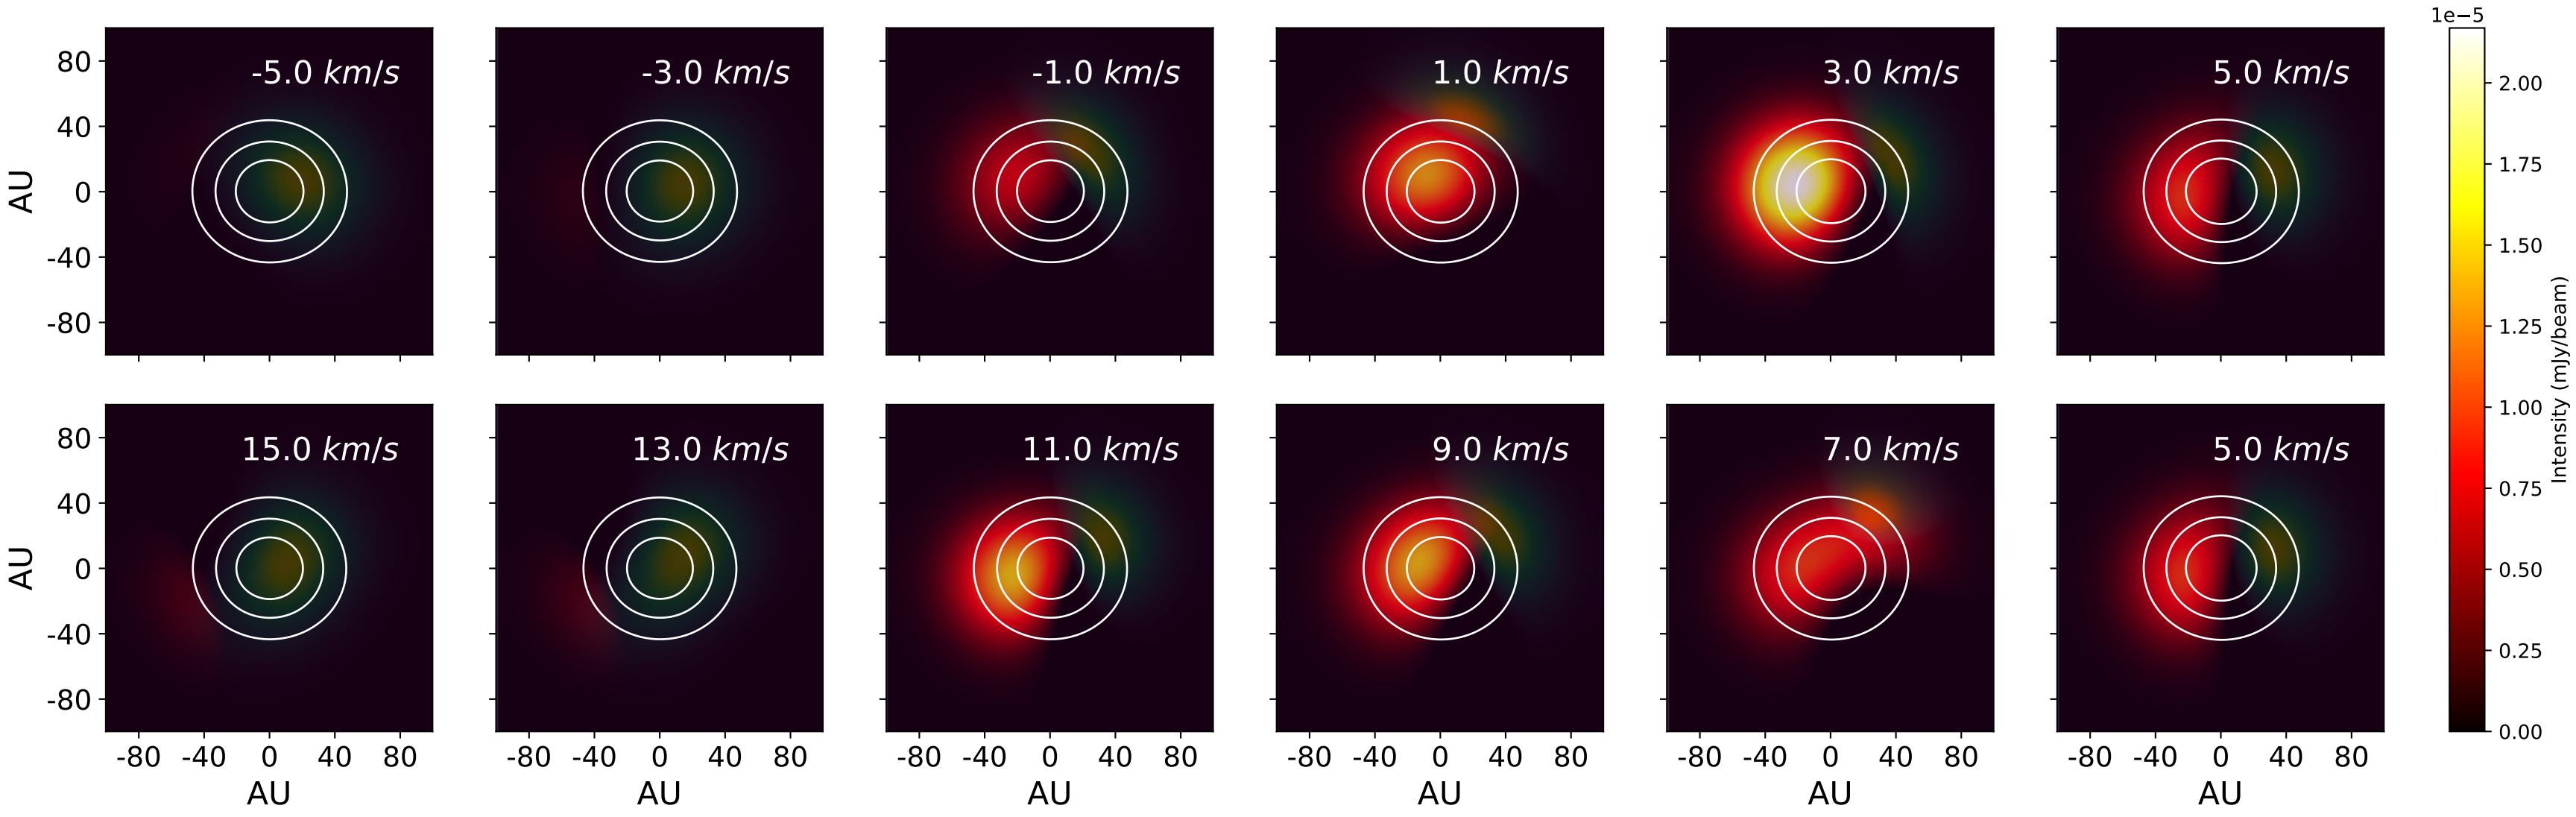 1e−5
-5.0 km/s
-3.0 km/s
-1.0 km/s
1.0 km/s
3.0 km/s
5.0 km/s
80
40
0
-40
-80
AU
15.0 km/s
13.0 km/s
11.0 km/s
9.0 km/s
7.0 km/s
5.0 km/s
80
40
0
-40
-80
AU
-80 -40 0 40 80
-80 -40 0 40 80
-80 -40 0 40 80
-80 -40 0 40 80
-80 -40 0 40 80
-80 -40 0 40 80
AU
AU
AU
AU
AU
AU
2.00
1.75
1.50
1.25
1.00
0.75
0.50
0.25
0.00
Intensity (mJy/beam)